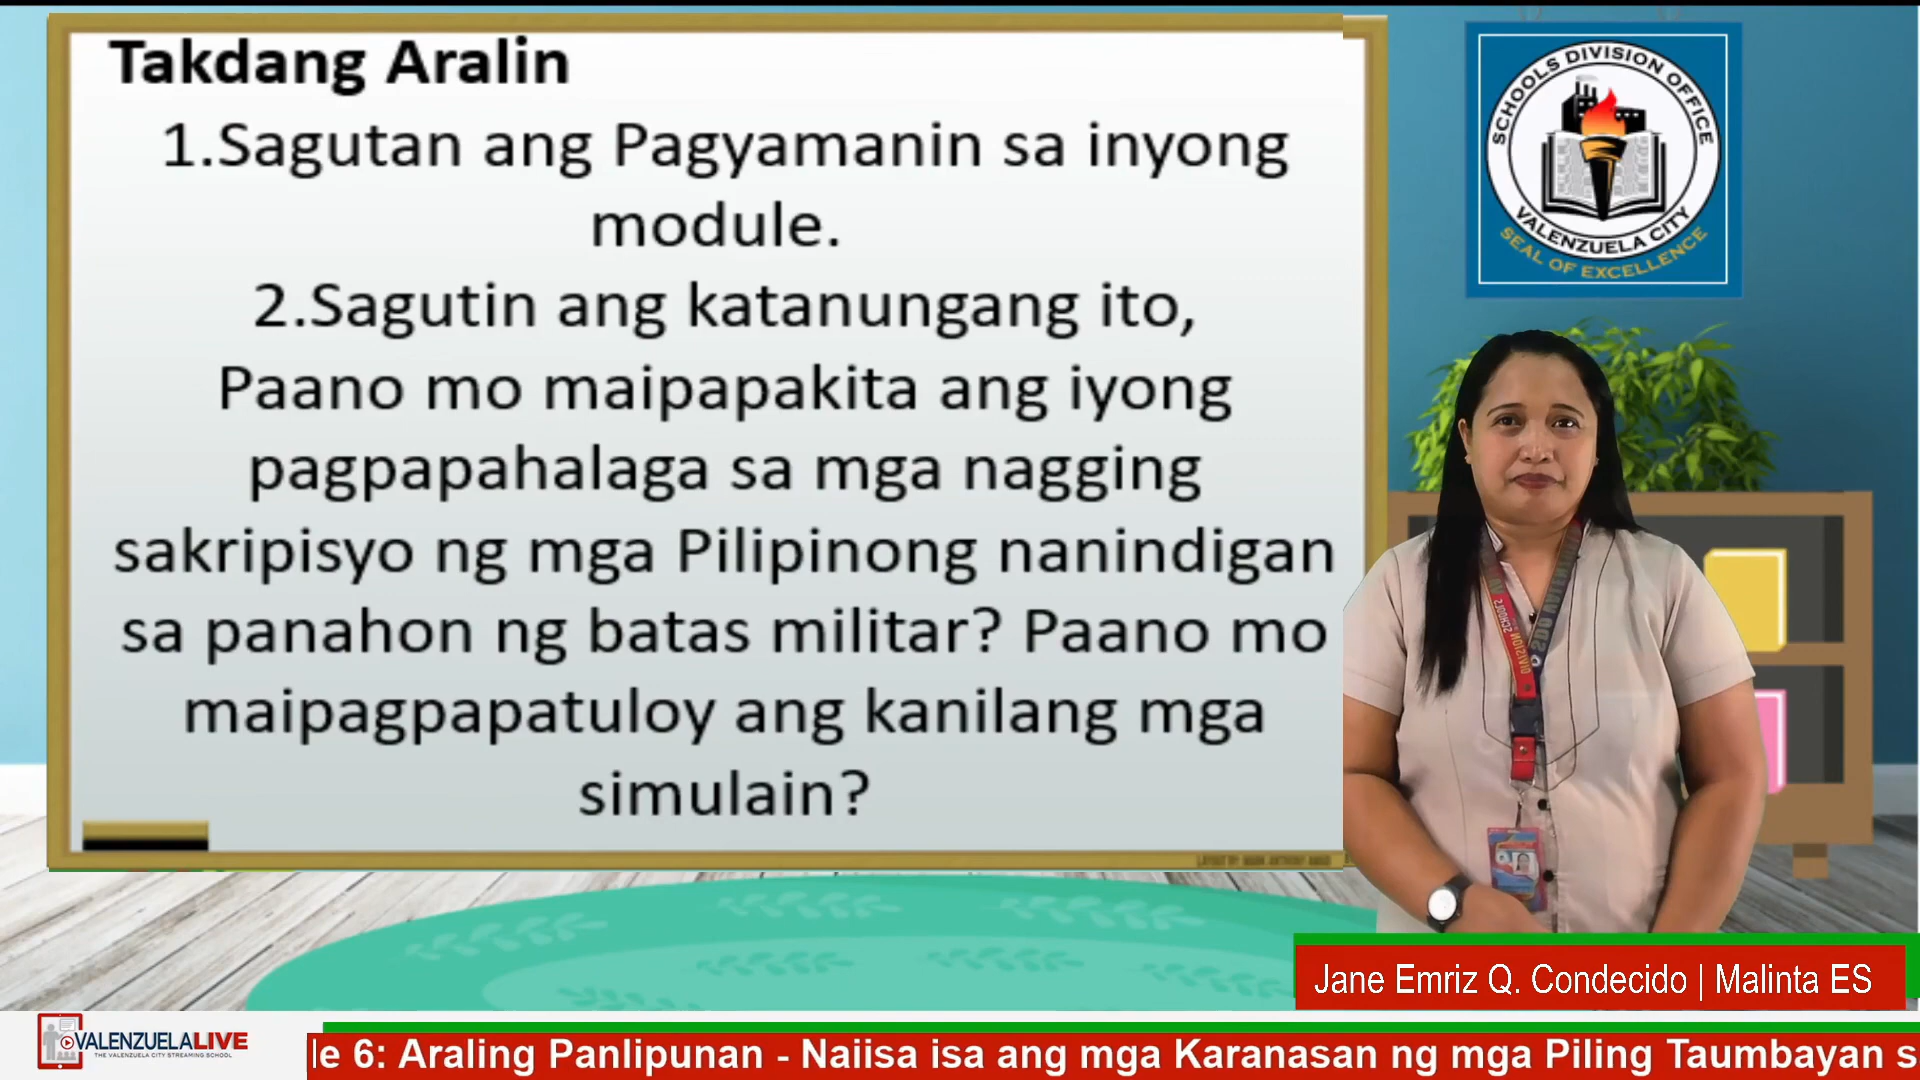 Takdang Aralin
1.Sagutan ang Pagyamanin sa inyong
module.
2.Sagutin ang katanungang ito,
Paano mo maipapakita ang iyong
pagpapahalaga sa mga nagging
sakripisyo ng mga Pilipinong nanindigan
sa panahon ng batas militar? Paano mo
maipagpapatuloy ang kanilang mga
simulain?
SCHOOLS DIVISION OFFICE
VALENZUELA CITY
SEAL OF EXCELLENCE
Jane Emriz Q. Condecido | Malinta ES
VALENZUELALIVE
THE VALENZUELA CITY STREAMING SCHOOL
le 6: Araling Panlipunan - Naiisa isa ang mga Karanasan ng mga Piling Taumbayan s